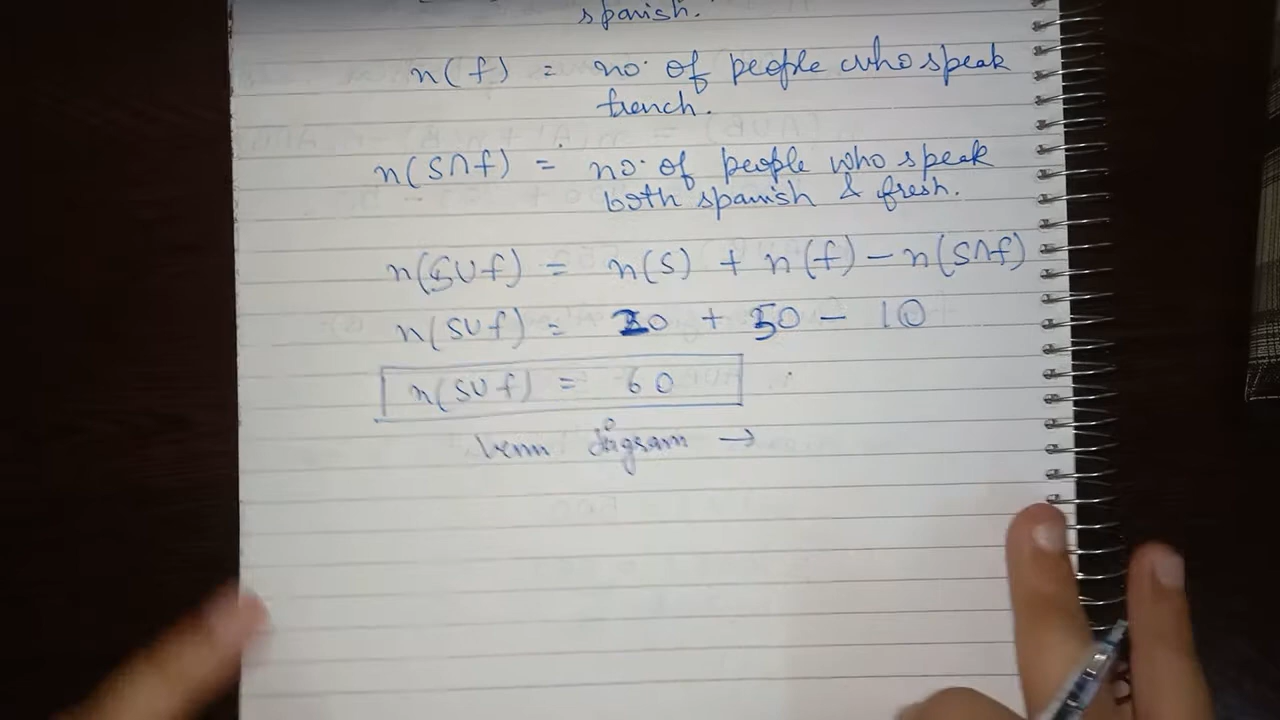 spanish.
n(f) = no. of people who speak
french.
n(S∩f) = no. of people who speak
both spanish & fresh.
n(S∪f) = n(S) + n(f) - n(S∩f)
n(S∪f) = 20 + 50 - 10
n(S∪f) = 60
Venn diagram →